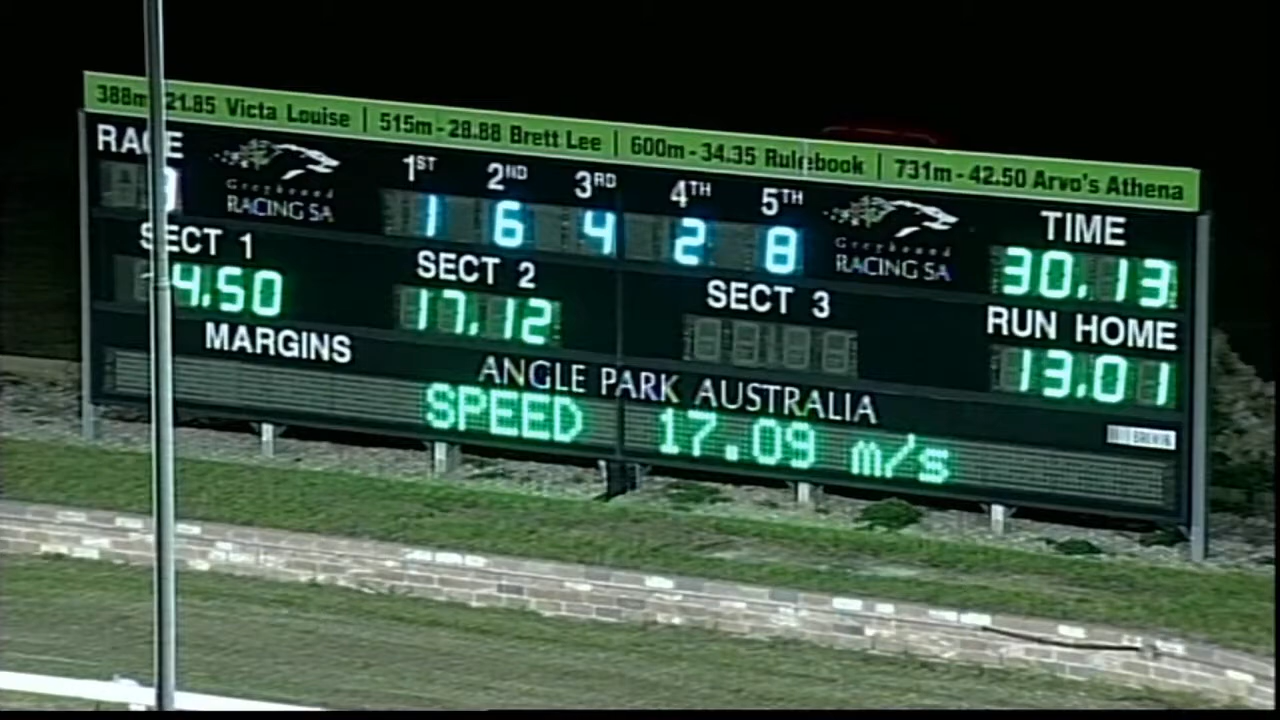 388m 21.85 Victa Louise | 515m - 28.88 Brett Lee | 600m - 34.35 Rulebook | 731m - 42.50 Arvo's Athena
RACE
Greyhound
RACING SA
1ST 2ND 3RD 4TH 5TH
1 6 4 2 8
Greyhound
RACING SA
TIME
30.13
SECT 1
4.50
SECT 2
17.12
SECT 3
RUN HOME
13.01
MARGINS
ANGLE PARK AUSTRALIA
SPEED 17.09 m/s